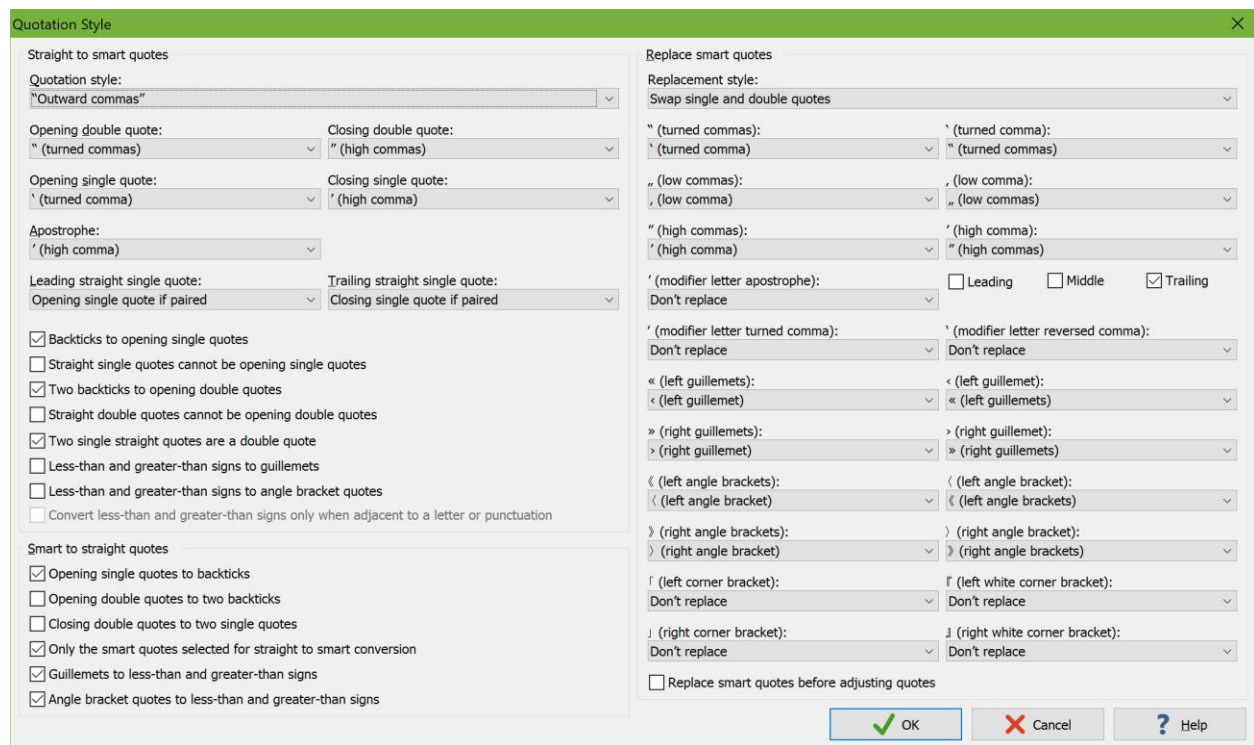 Quotation Style
Straight to smart quotes
Quotation style:
“Outward commas”
Opening double quote: Closing double quote:
“ (turned commas) ” (high commas)
Opening single quote: Closing single quote:
‘ (turned comma) ’ (high comma)
Apostrophe:
’ (high comma)
Leading straight single quote: Trailing straight single quote:
Opening single quote if paired Closing single quote if paired
Backticks to opening single quotes
Straight single quotes cannot be opening single quotes
Two backticks to opening double quotes
Straight double quotes cannot be opening double quotes
Two single straight quotes are a double quote
Less-than and greater-than signs to guillemets
Less-than and greater-than signs to angle bracket quotes
Convert less-than and greater-than signs only when adjacent to a letter or punctuation
Smart to straight quotes
Opening single quotes to backticks
Opening double quotes to two backticks
Closing double quotes to two single quotes
Only the smart quotes selected for straight to smart conversion
Guillemets to less-than and greater-than signs
Angle bracket quotes to less-than and greater-than signs
Replace smart quotes
Replacement style:
Swap single and double quotes
“ (turned commas): ‘ (turned comma):
‘ (turned comma) “ (turned commas)
„ (low commas): ‚ (low comma):
‚ (low comma) „ (low commas)
” (high commas): ’ (high comma):
’ (high comma) ” (high commas)
ʼ (modifier letter apostrophe): Leading Middle Trailing
Don’t replace
ʻ (modifier letter turned comma): ʽ (modifier letter reversed comma):
Don’t replace Don’t replace
« (left guillemets): ‹ (left guillemet):
‹ (left guillemet) « (left guillemets)
» (right guillemets): › (right guillemet):
› (right guillemet) » (right guillemets)
《 (left angle brackets): 〈 (left angle bracket):
〈 (left angle bracket) 《 (left angle brackets)
》 (right angle brackets): 〉 (right angle bracket):
〉 (right angle bracket) 》 (right angle brackets)
「 (left corner bracket): 『 (left white corner bracket):
Don’t replace Don’t replace
」 (right corner bracket): 』 (right white corner bracket):
Don’t replace Don’t replace
Replace smart quotes before adjusting quotes
OK Cancel ? Help